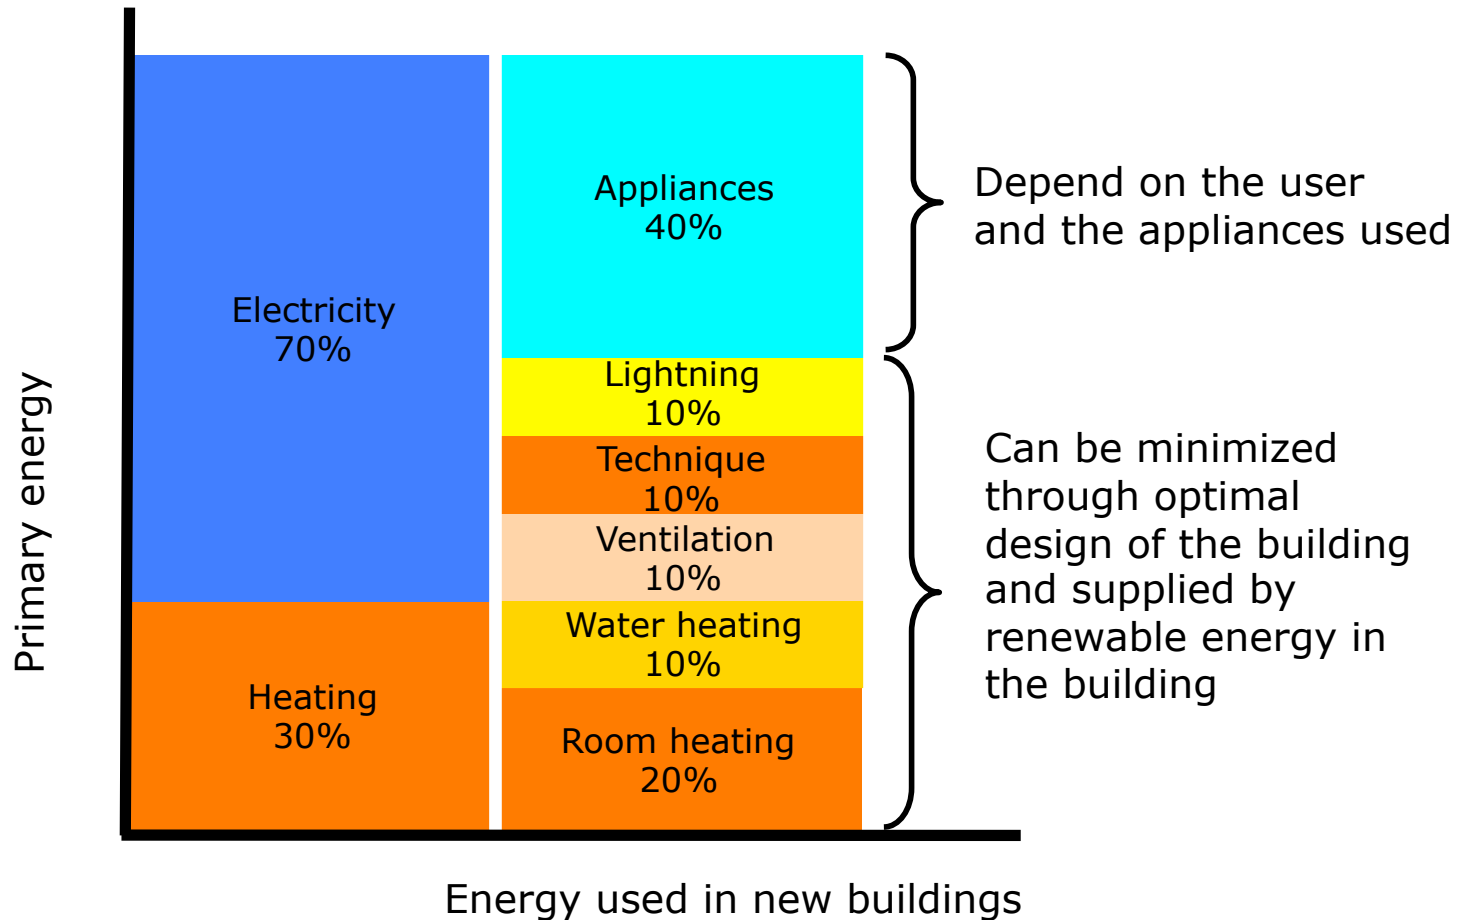 Primary energy
Electricity
70%
Heating
30%
Appliances
40%
Lightning
10%
Technique
10%
Ventilation
10%
Water heating
10%
Room heating
20%
Depend on the user
and the appliances used
Can be minimized
through optimal
design of the building
and supplied by
renewable energy in
the building
Energy used in new buildings